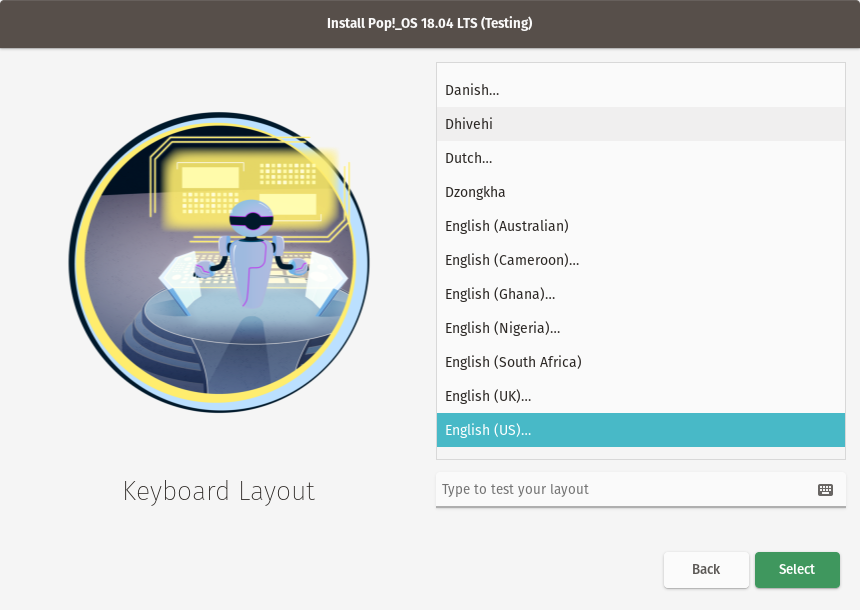 Install Pop!_OS 18.04 LTS (Testing)
Danish...
Dhivehi
Dutch...
Dzongkha
English (Australian)
English (Cameroon)...
English (Ghana)...
English (Nigeria)...
English (South Africa)
English (UK)...
English (US)...
Keyboard Layout
Type to test your layout
Back
Select